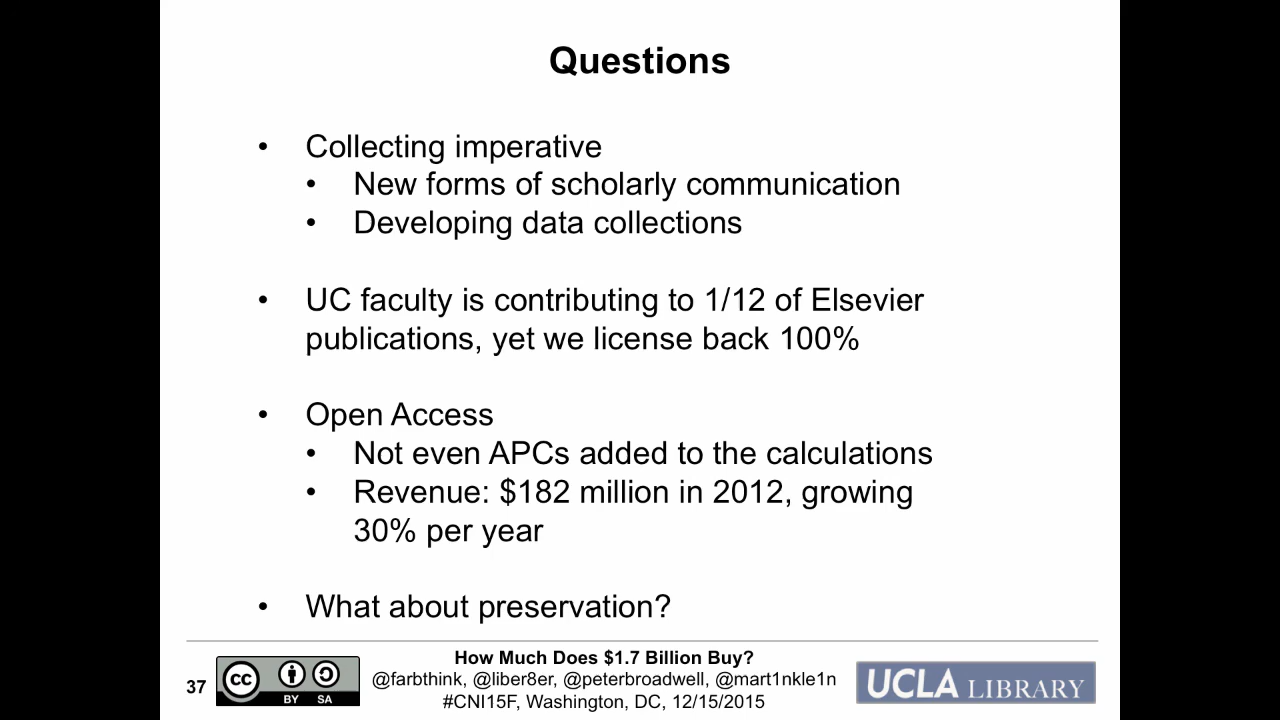 Questions
• Collecting imperative
• New forms of scholarly communication
• Developing data collections
• UC faculty is contributing to 1/12 of Elsevier
publications, yet we license back 100%
• Open Access
• Not even APCs added to the calculations
• Revenue: $182 million in 2012, growing
30% per year
• What about preservation?
37
cc
BY SA
How Much Does $1.7 Billion Buy?
@farbthink, @liber8er, @peterbroadwell, @mart1nkle1n
#CNI15F, Washington, DC, 12/15/2015
UCLA LIBRARY